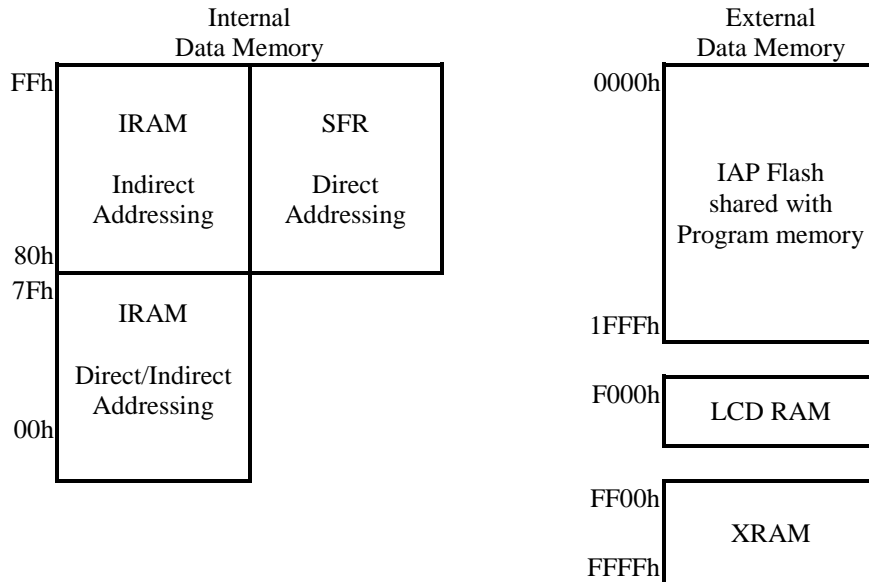 Internal
Data Memory
FFh
IRAM
Indirect
Addressing
SFR
Direct
Addressing
80h
7Fh
IRAM
Direct/Indirect
Addressing
00h
External
Data Memory
0000h
IAP Flash
shared with
Program memory
1FFFh
F000h
LCD RAM
FF00h
XRAM
FFFFh